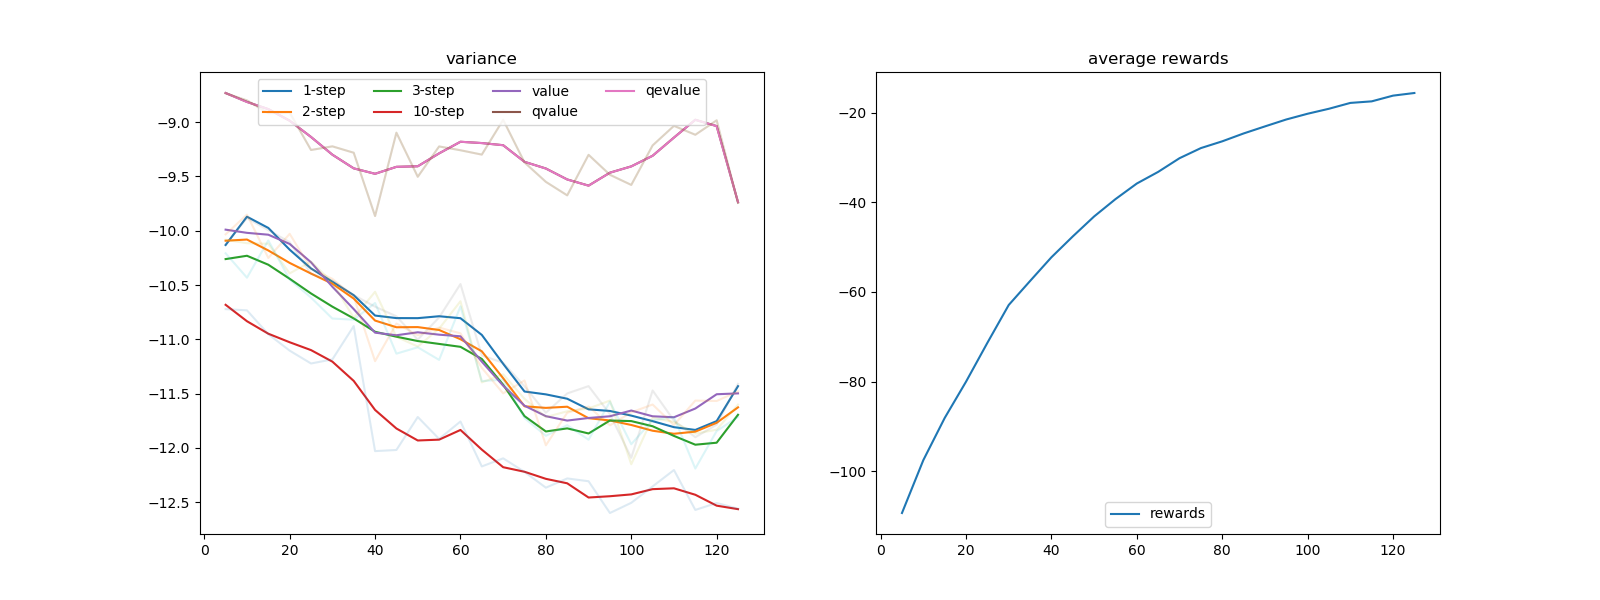 variance
1-step 3-step value qevalue
2-step 10-step qvalue
−9.0
−9.5
−10.0
−10.5
−11.0
−11.5
−12.0
−12.5
0 20 40 60 80 100 120
average rewards
−20
−40
−60
−80
−100
rewards
0 20 40 60 80 100 120